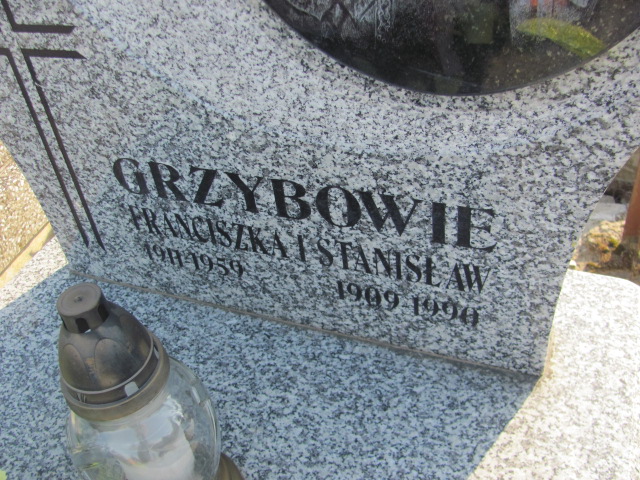 GRZYBOWIE
FRANCISZKA I STANISŁAW
1911-1959 1909-1990